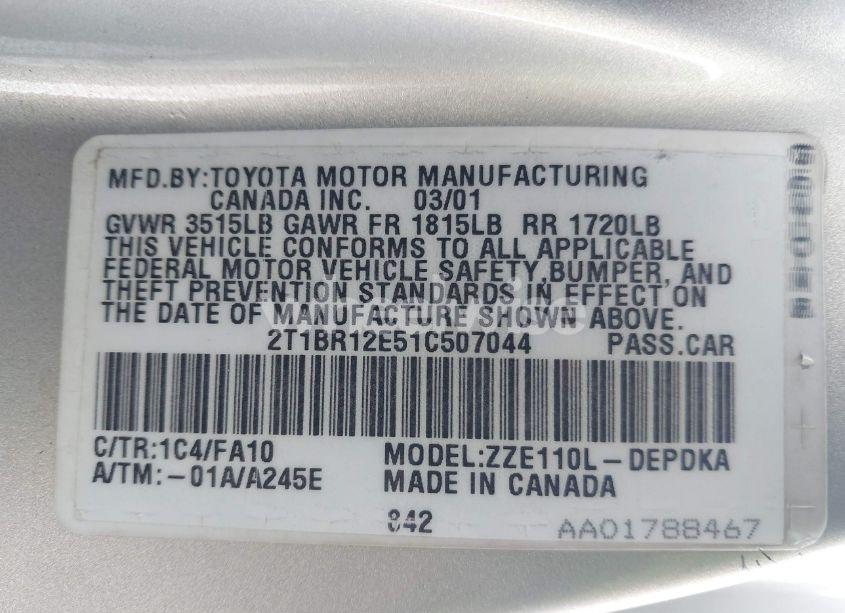 MFD.BY:TOYOTA MOTOR MANUFACTURING
CANADA INC. 03/01
GVWR 3515LB GAWR FR 1815LB RR 1720LB
THIS VEHICLE CONFORMS TO ALL APPLICABLE
FEDERAL MOTOR VEHICLE SAFETY,BUMPER, AND
THEFT PREVENTION STANDARDS IN EFFECT ON
THE DATE OF MANUFACTURE SHOWN ABOVE.
2T1BR12E51C507044 PASS.CAR
C/TR:1C4/FA10 MODEL:ZZE110L-DEPDKA
A/TM:-01A/A245E MADE IN CANADA
842 AA01788467